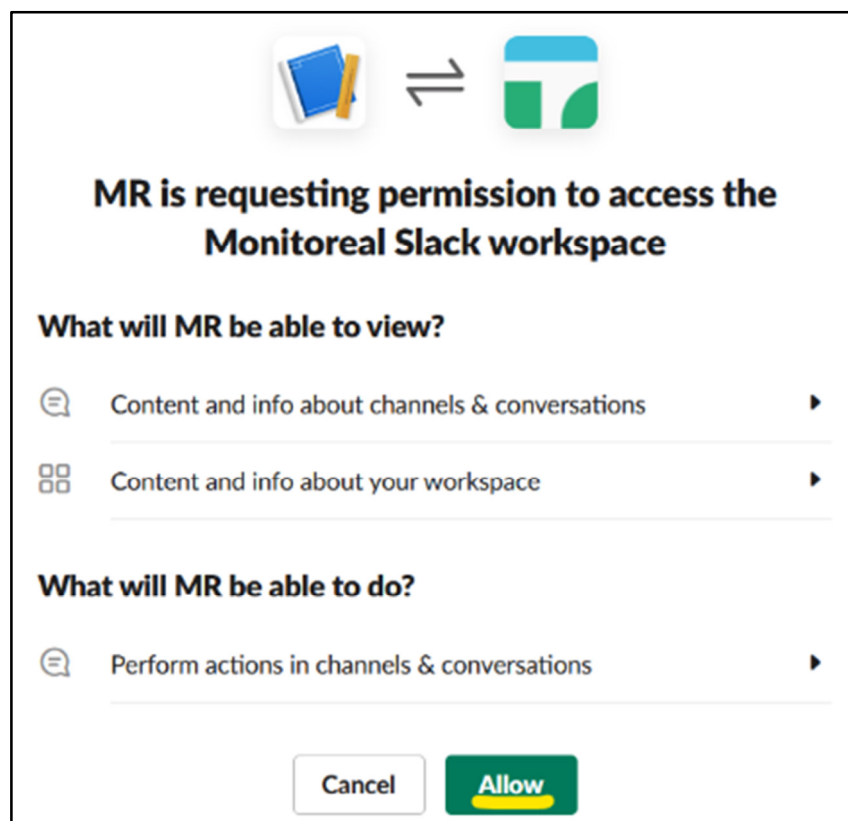 MR is requesting permission to access the
Monitoreal Slack workspace
What will MR be able to view?
Content and info about channels & conversations
Content and info about your workspace
What will MR be able to do?
Perform actions in channels & conversations
Cancel
Allow